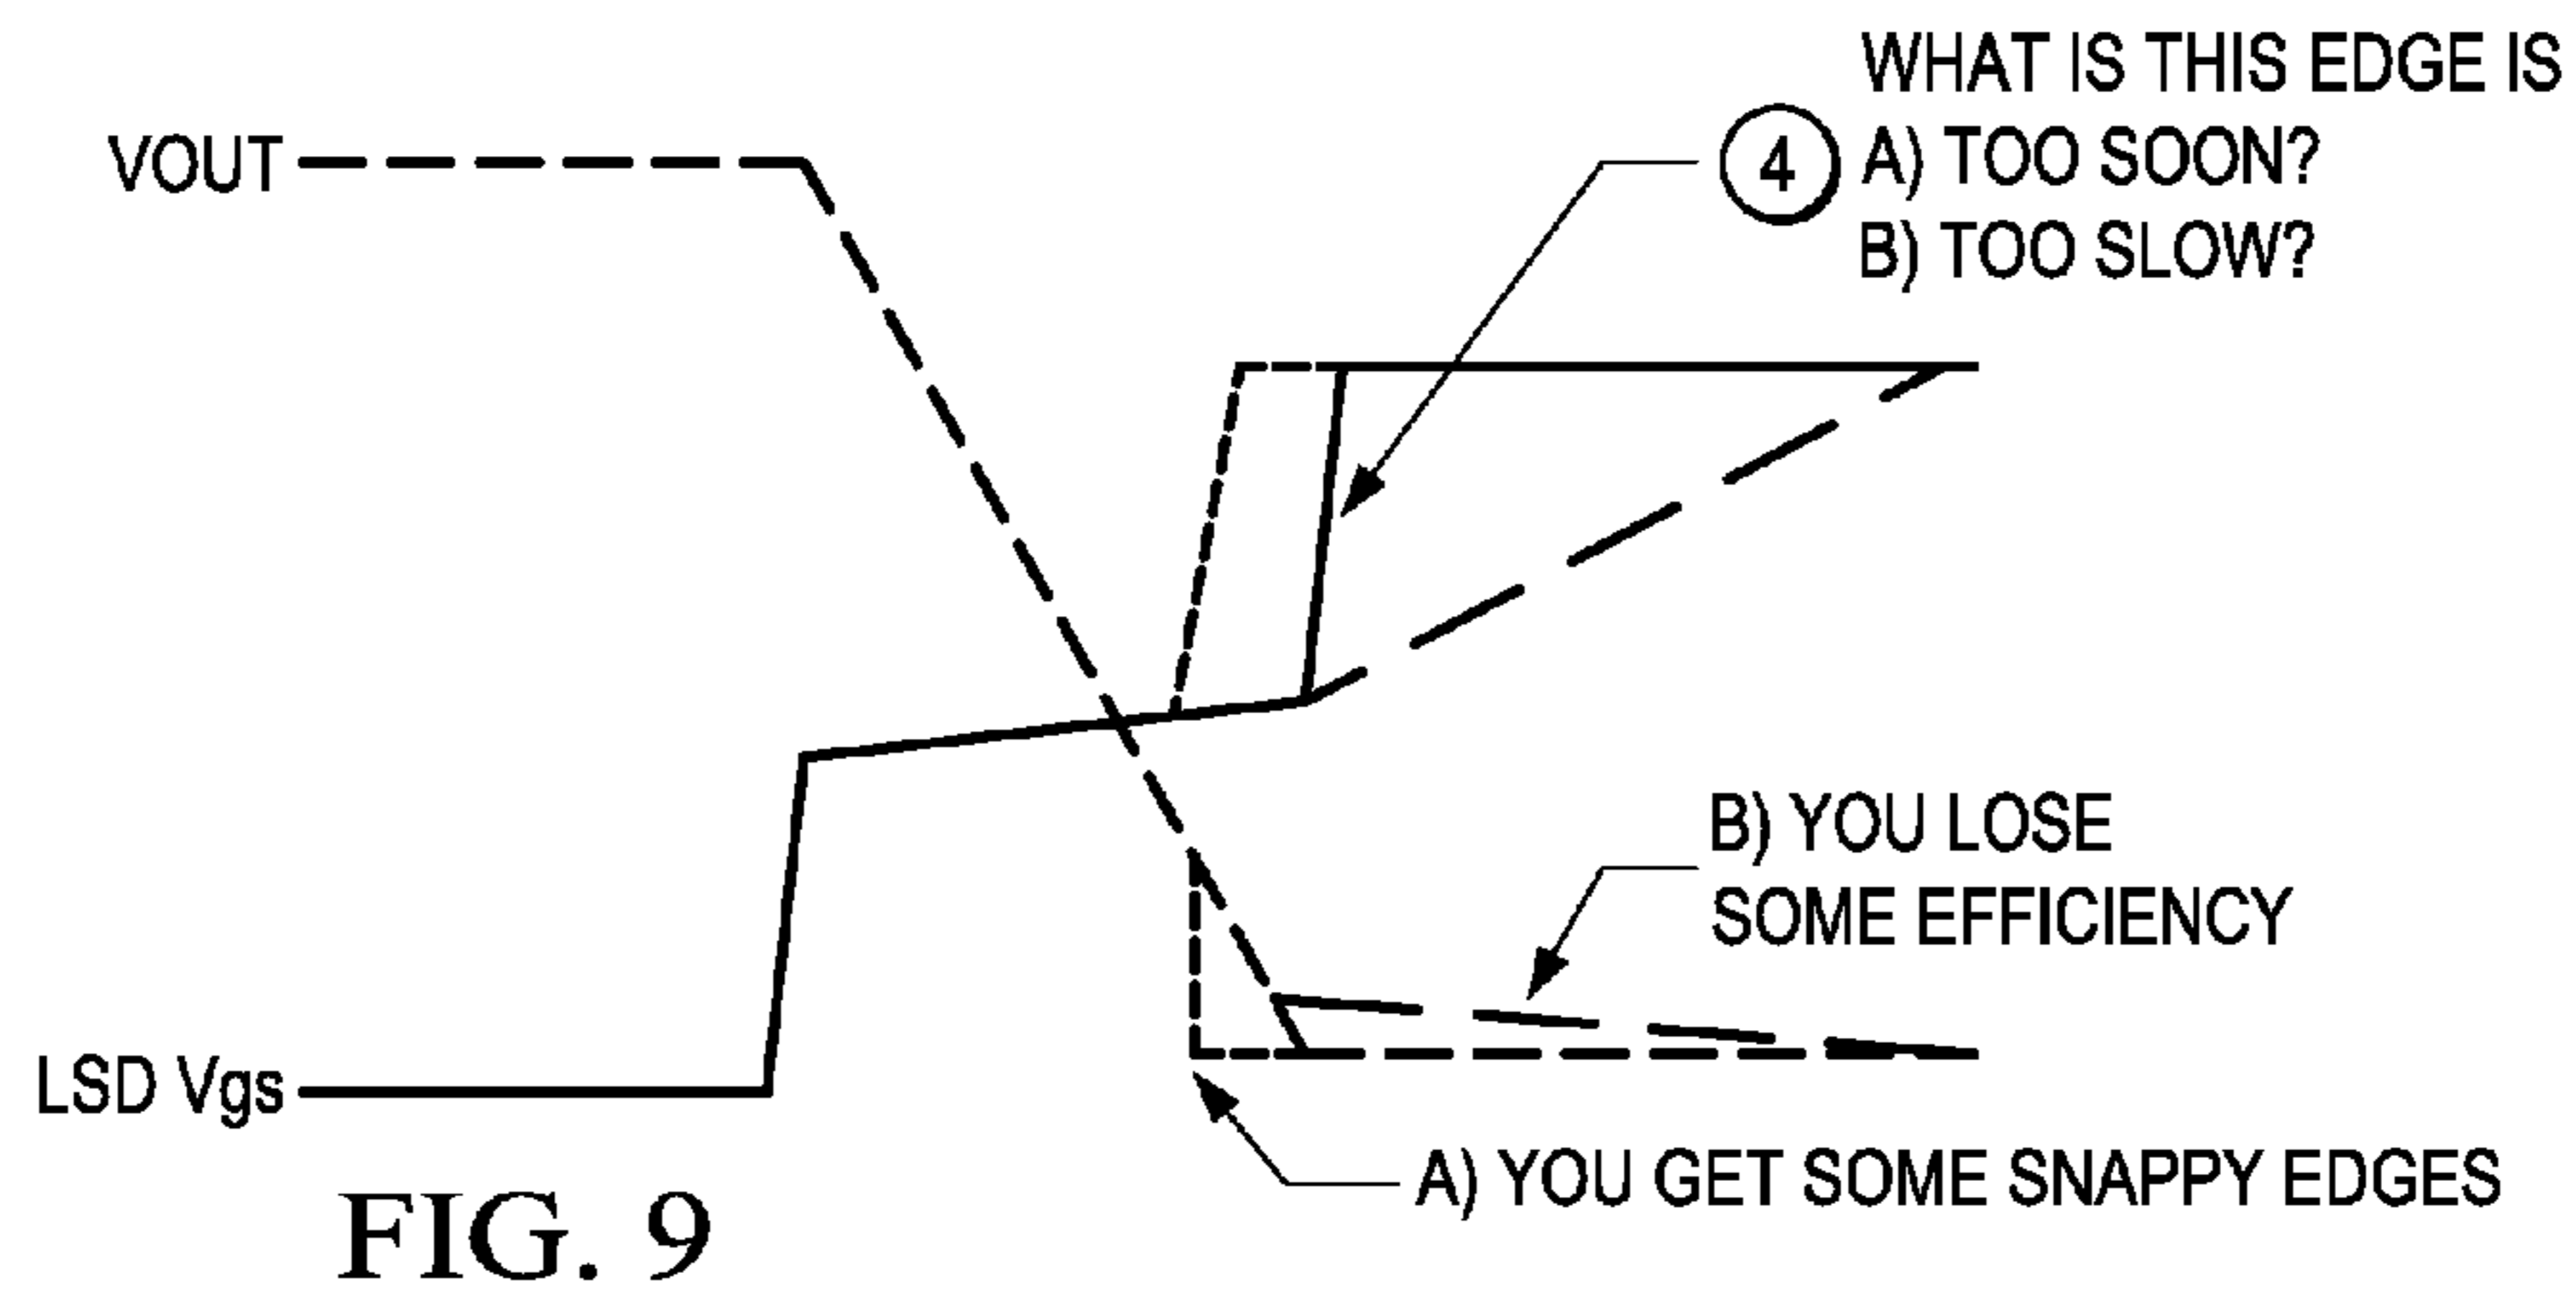 WHAT IS THIS EDGE IS
4
A) TOO SOON?
B) TOO SLOW?
VOUT
B) YOU LOSE
SOME EFFICIENCY
LSD Vgs
A) YOU GET SOME SNAPPY EDGES
FIG. 9